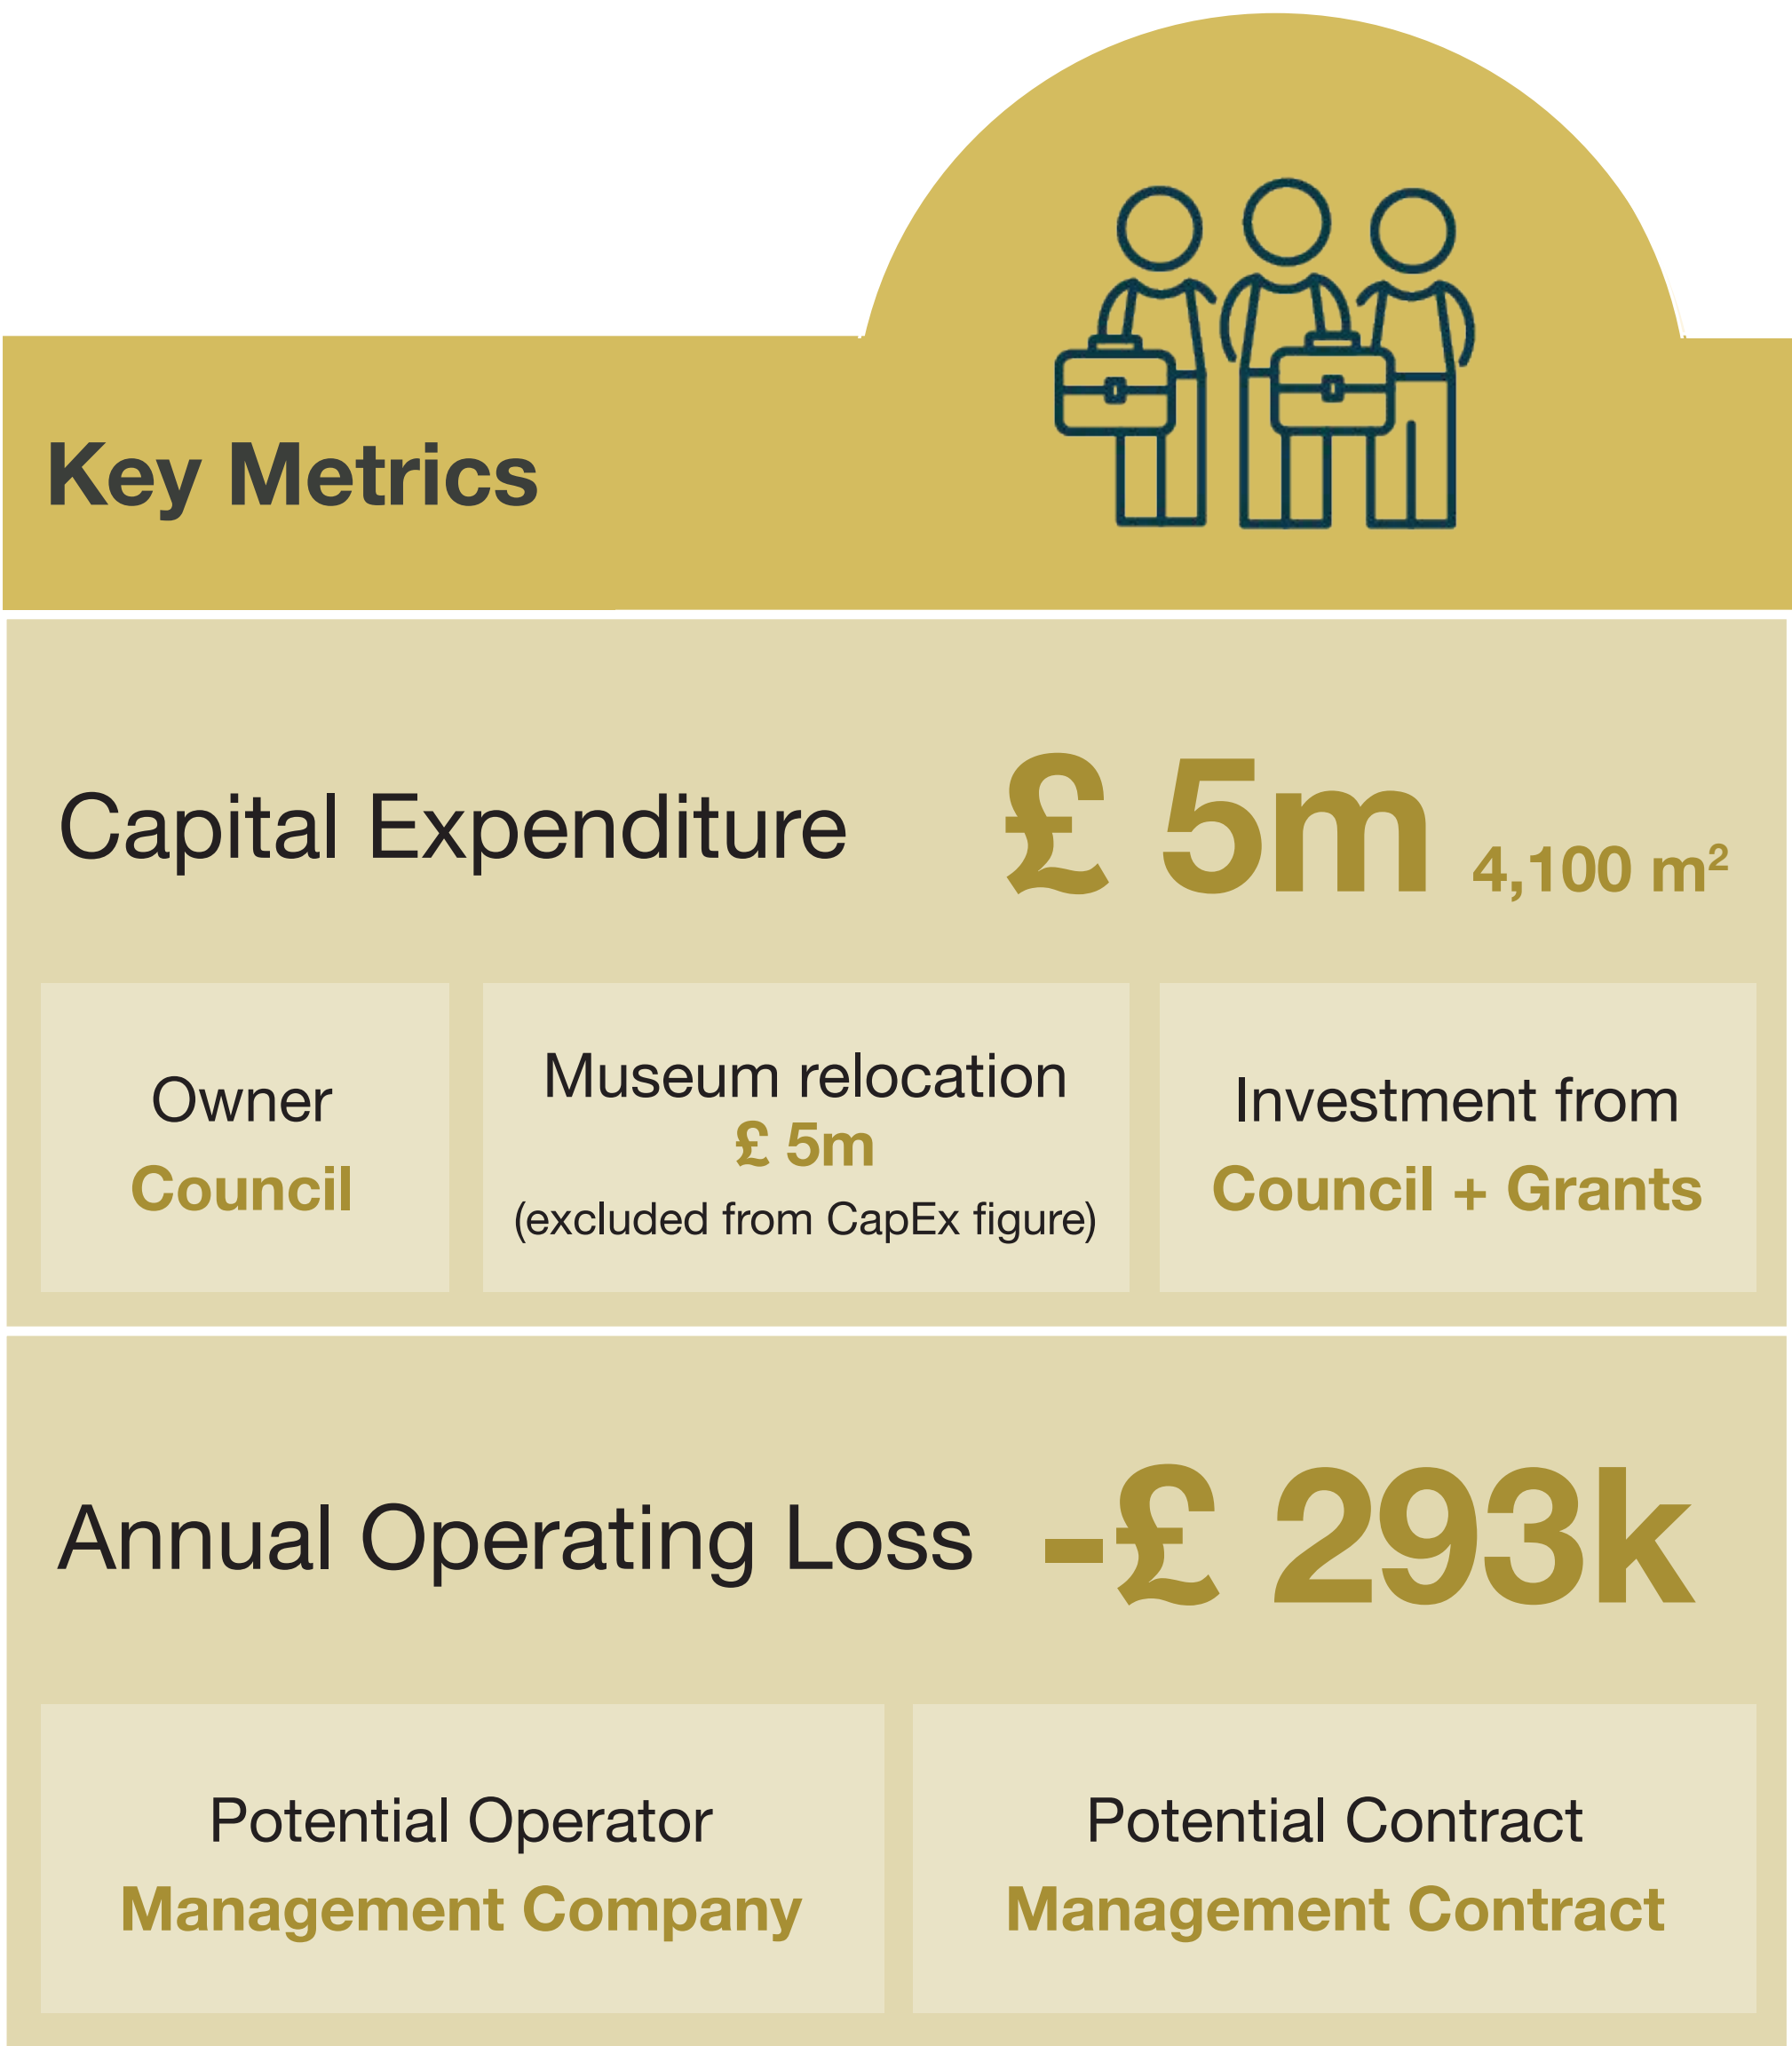 Key Metrics
Capital Expenditure £ 5m 4,100 m²
Owner
Council
Museum relocation
£ 5m
(excluded from CapEx figure)
Investment from
Council + Grants
Annual Operating Loss -£ 293k
Potential Operator
Management Company
Potential Contract
Management Contract